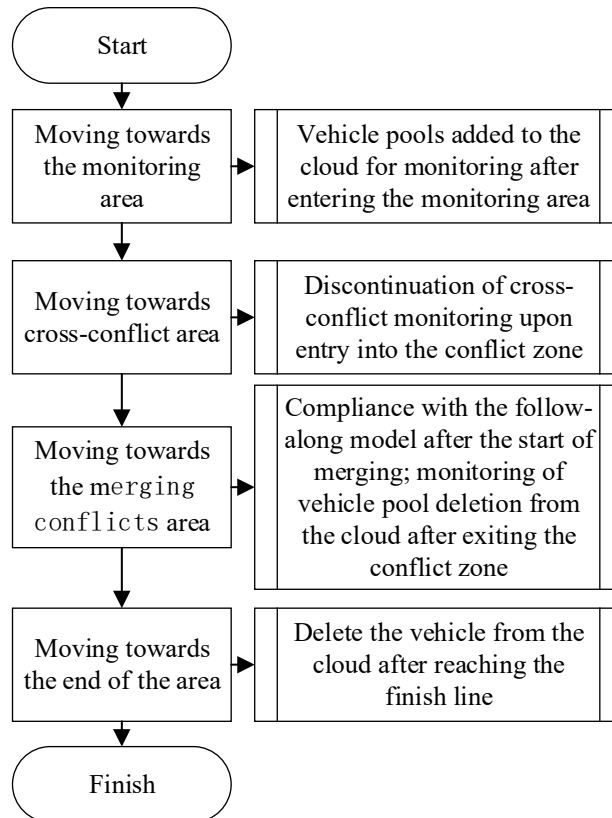 Start
Moving towards
the monitoring
area
Vehicle pools added to the
cloud for monitoring after
entering the monitoring area
Moving towards
cross-conflict area
Discontinuation of cross-
conflict monitoring upon
entry into the conflict zone
Moving towards
the merging
conflicts area
Compliance with the follow-
along model after the start of
merging; monitoring of
vehicle pool deletion from
the cloud after exiting the
conflict zone
Moving towards
the end of the area
Delete the vehicle from the
cloud after reaching the
finish line
Finish